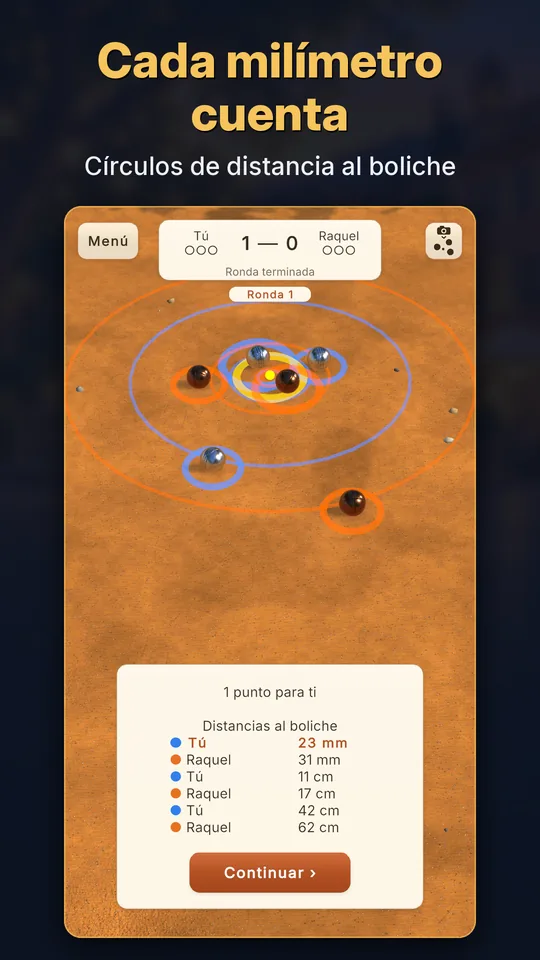 Cada milímetro
cuenta
Círculos de distancia al boliche
Menú
Tú
1 — 0
Raquel
Ronda terminada
Ronda 1
1 punto para ti
Distancias al boliche
Tú 23 mm
Raquel 31 mm
Tú 11 cm
Raquel 17 cm
Tú 42 cm
Raquel 62 cm
Continuar ›